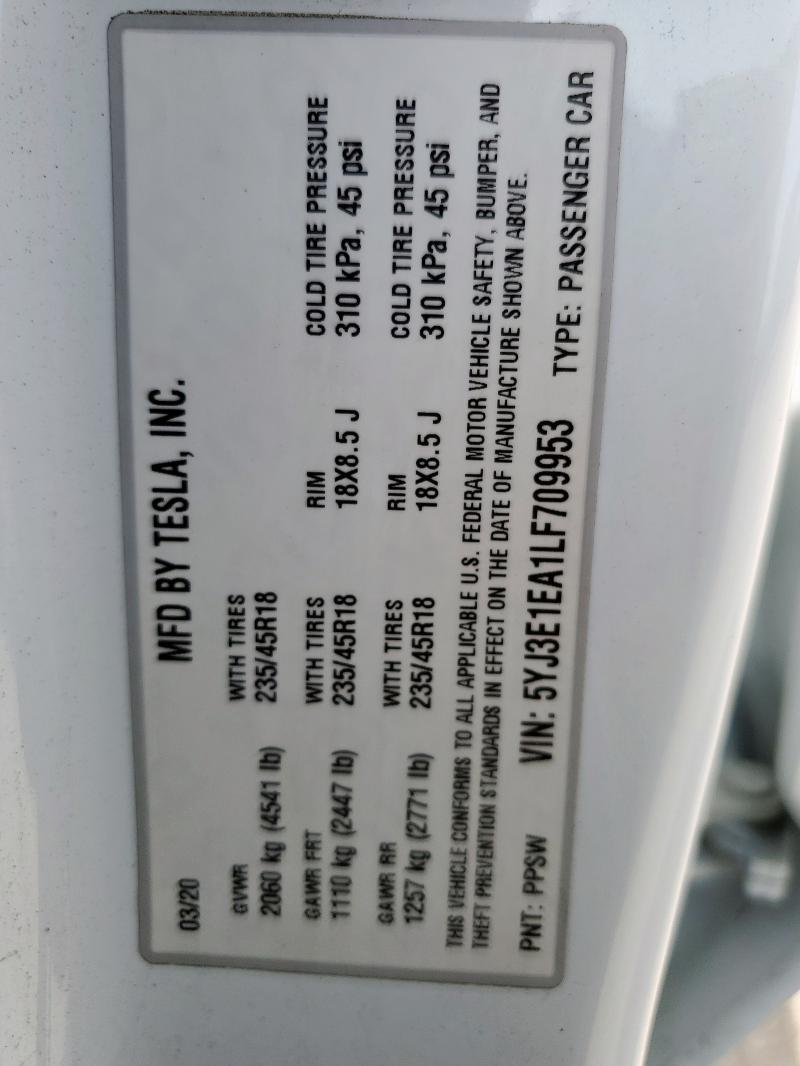 MFD BY TESLA, INC.
03/20
GVWR WITH TIRES
2060 kg (4541 lb) 235/45R18
GAWR FRT WITH TIRES RIM COLD TIRE PRESSURE
1110 kg (2447 lb) 235/45R18 18X8.5 J 310 kPa, 45 psi
GAWR RR WITH TIRES RIM COLD TIRE PRESSURE
1257 kg (2771 lb) 235/45R18 18X8.5 J 310 kPa, 45 psi
THIS VEHICLE CONFORMS TO ALL APPLICABLE U.S. FEDERAL MOTOR VEHICLE SAFETY, BUMPER, AND
THEFT PREVENTION STANDARDS IN EFFECT ON THE DATE OF MANUFACTURE SHOWN ABOVE.
PNT: PPSW VIN: 5YJ3E1EA1LF709953 TYPE: PASSENGER CAR